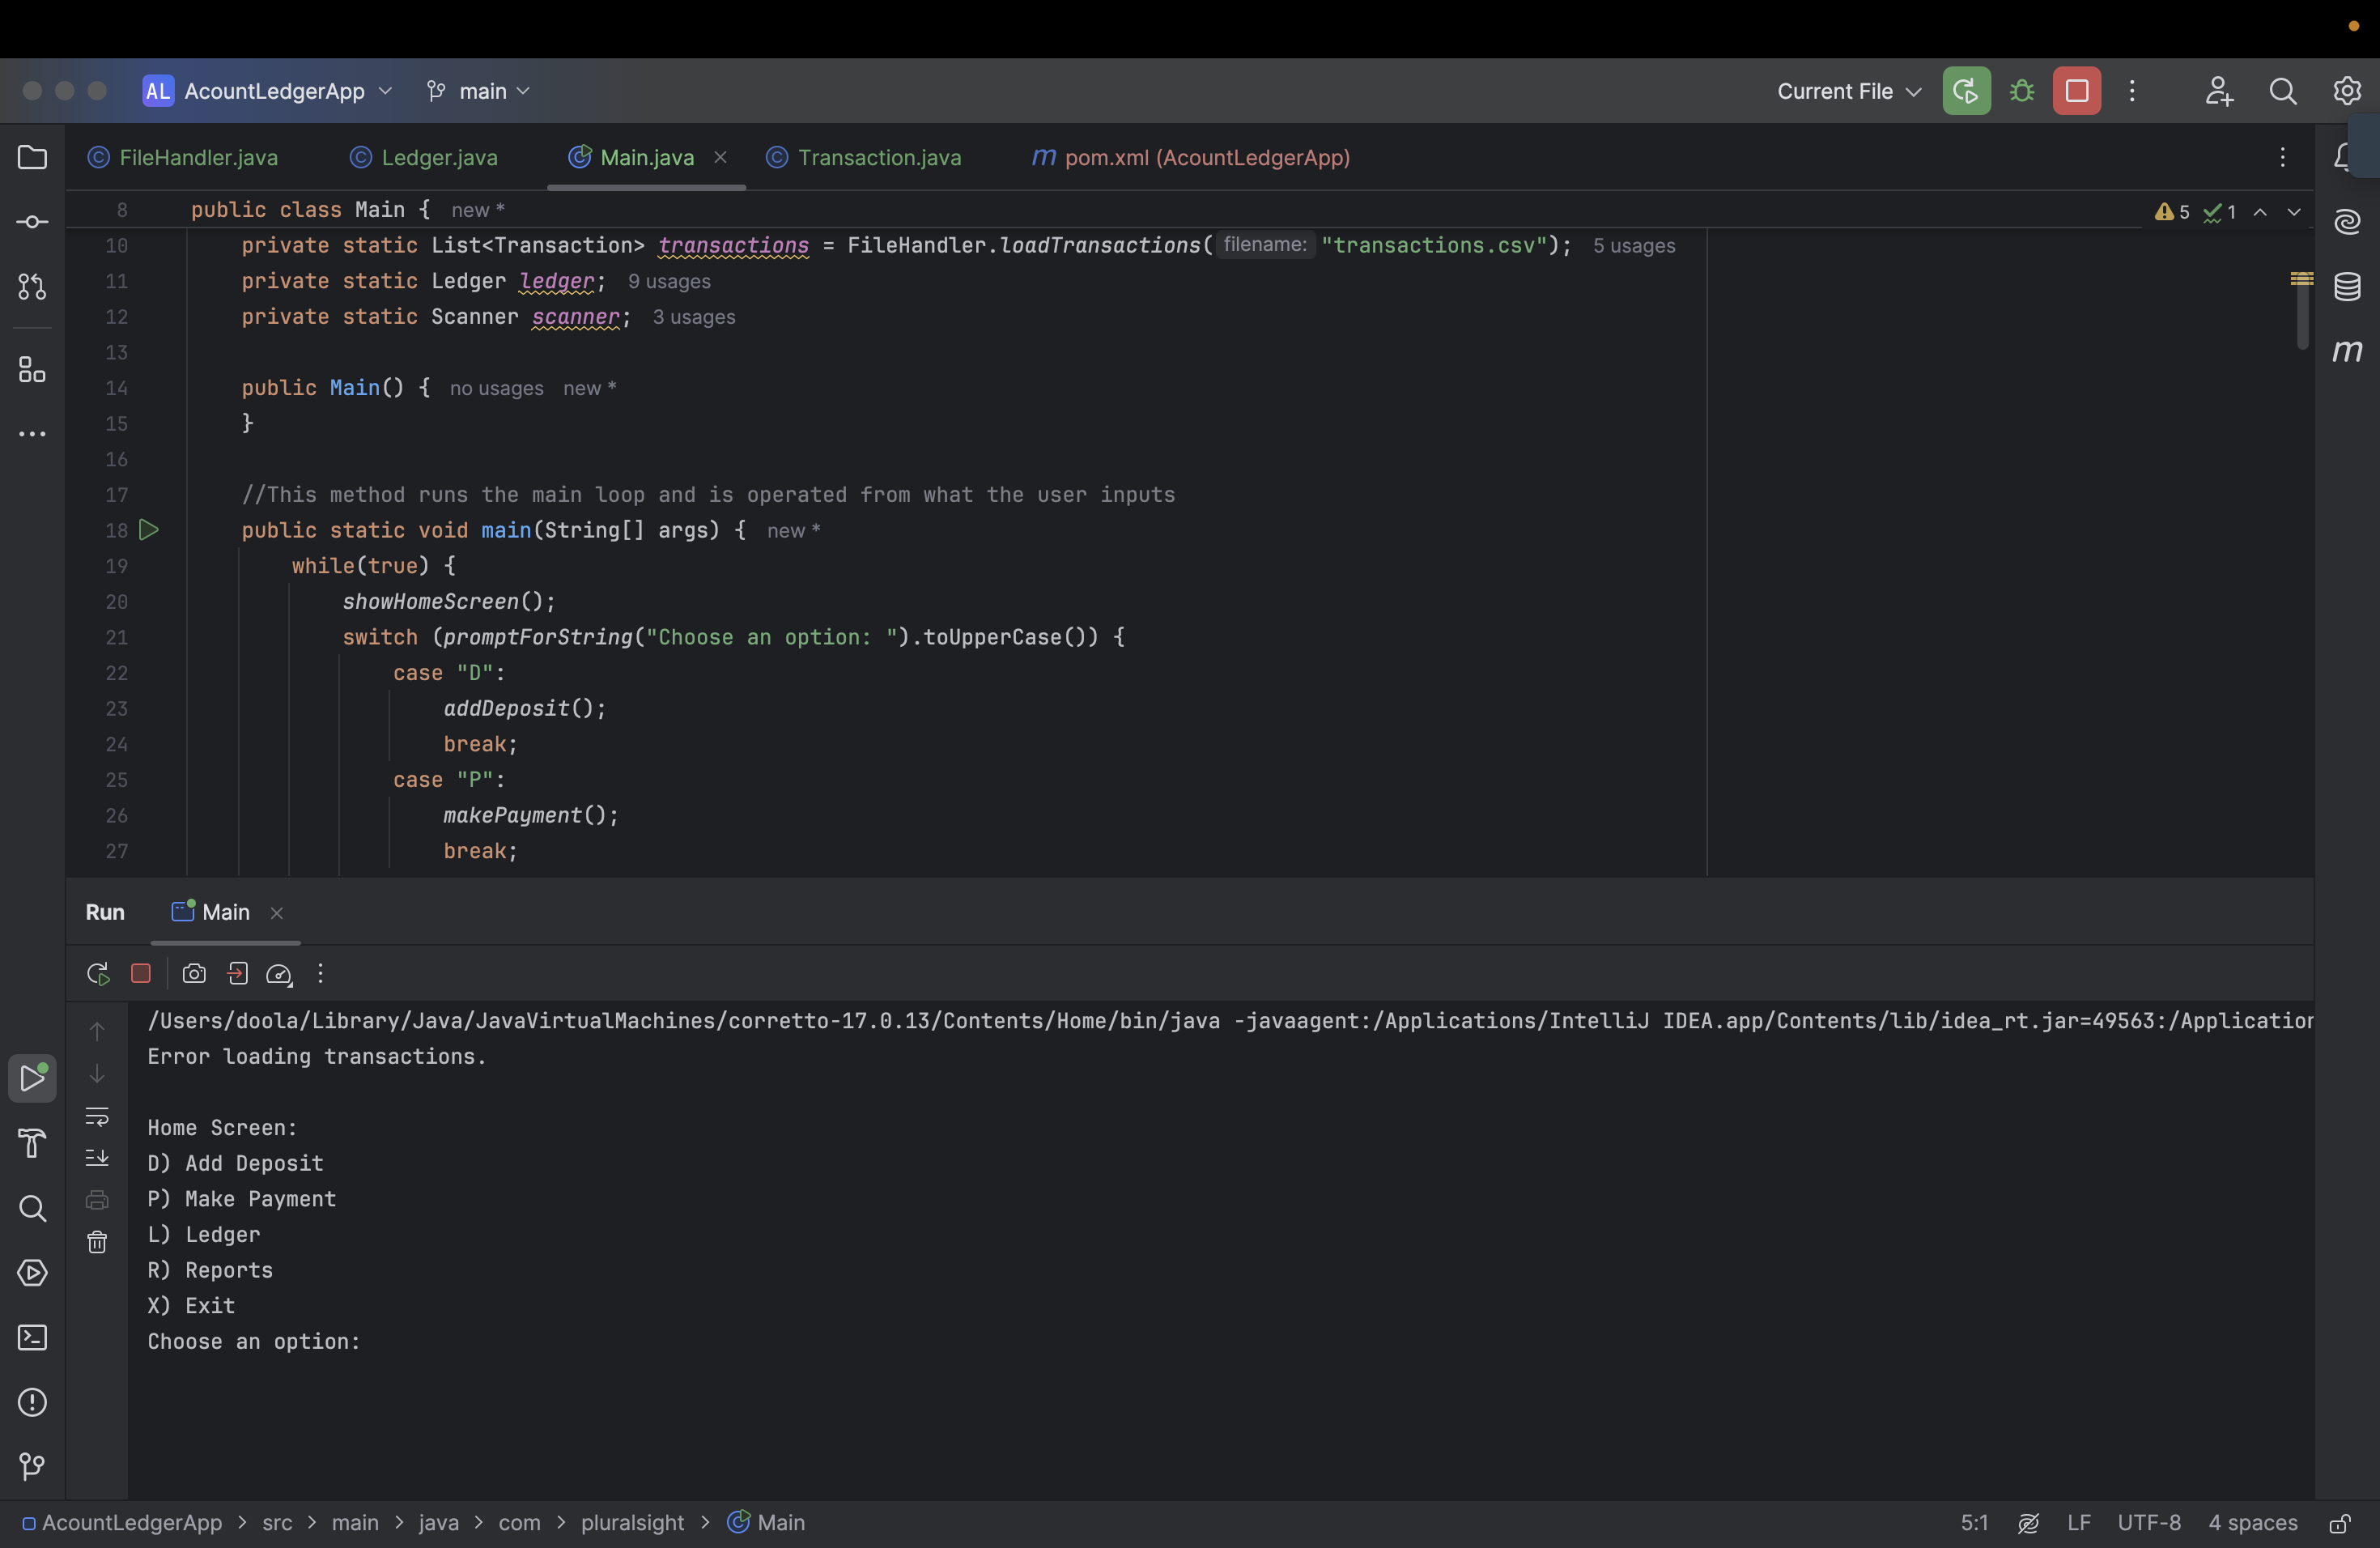 AL AcountLedgerApp main Current File
FileHandler.java Ledger.java Main.java Transaction.java pom.xml (AcountLedgerApp)
8 public class Main { new * 5 1
10 private static List<Transaction> transactions = FileHandler.loadTransactions( filename: "transactions.csv"); 5 usages
11 private static Ledger ledger; 9 usages
12 private static Scanner scanner; 3 usages
13
14 public Main() { no usages new *
15 }
16
17 //This method runs the main loop and is operated from what the user inputs
18 public static void main(String[] args) { new *
19 while(true) {
20 showHomeScreen();
21 switch (promptForString("Choose an option: ").toUpperCase()) {
22 case "D":
23 addDeposit();
24 break;
25 case "P":
26 makePayment();
27 break;
Run Main
/Users/doola/Library/Java/JavaVirtualMachines/corretto-17.0.13/Contents/Home/bin/java -javaagent:/Applications/IntelliJ IDEA.app/Contents/lib/idea_rt.jar=49563:/Application
Error loading transactions.
Home Screen:
D) Add Deposit
P) Make Payment
L) Ledger
R) Reports
X) Exit
Choose an option:
AcountLedgerApp > src > main > java > com > pluralsight > Main 5:1 LF UTF-8 4 spaces